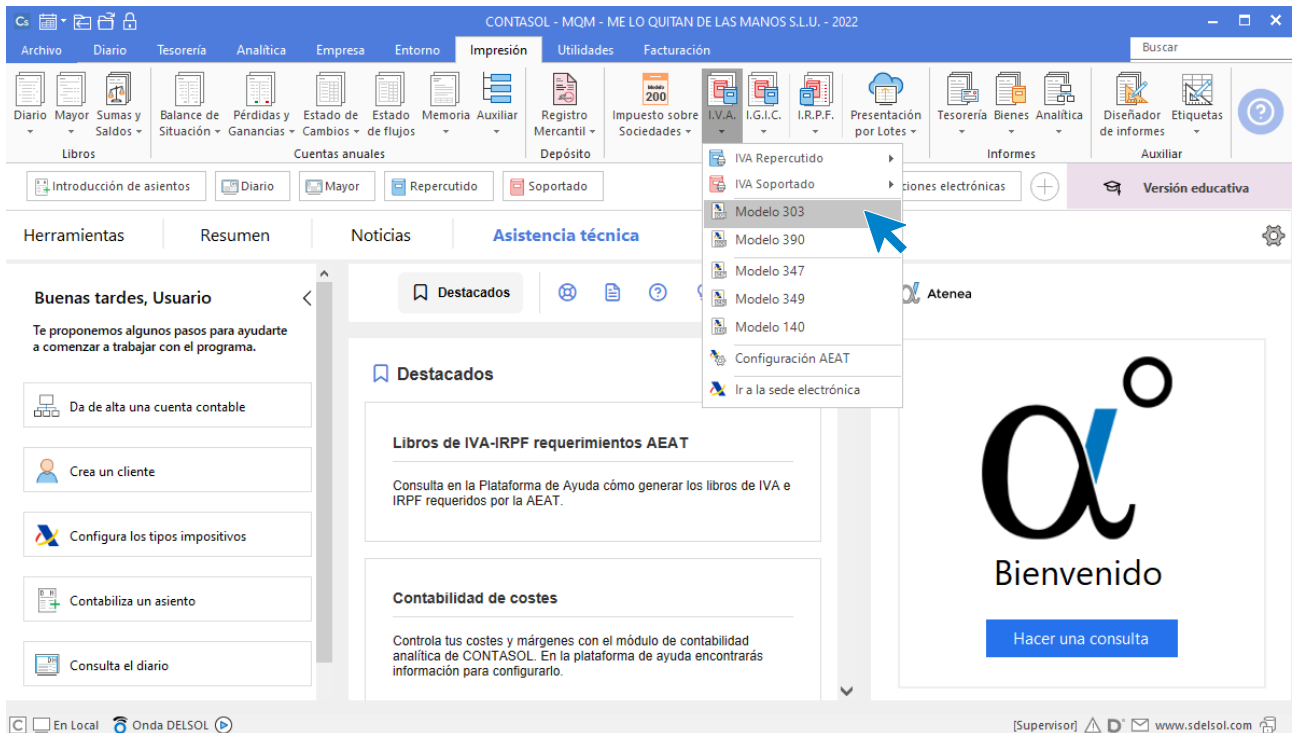 Cs
CONTASOL - MQM - ME LO QUITAN DE LAS MANOS S.L.U. - 2022
Archivo Diario Tesorería Analítica Empresa Entorno Impresión Utilidades Facturación Buscar
Modelo
200
Diario Mayor Sumas y Saldos
Balance de Situación
Pérdidas y Ganancias
Estado de Cambios
Estado de flujos
Memoria Auxiliar
Registro Mercantil
Impuesto sobre Sociedades
I.V.A. I.G.I.C. I.R.P.F.
Presentación por Lotes
Tesorería Bienes Analítica
Diseñador de informes
Etiquetas
?
Libros Cuentas anuales Depósito Informes Auxiliar
Introducción de asientos Diario Mayor Repercutido Soportado ciones electrónicas Versión educativa
IVA Repercutido
IVA Soportado
Modelo 303
Modelo 390
Modelo 347
Modelo 349
Modelo 140
Configuración AEAT
Ir a la sede electrónica
Herramientas Resumen Noticias Asistencia técnica
Buenas tardes, Usuario
Te proponemos algunos pasos para ayudarte
a comenzar a trabajar con el programa.
Da de alta una cuenta contable
Crea un cliente
Configura los tipos impositivos
Contabiliza un asiento
Consulta el diario
Destacados
Destacados
Libros de IVA-IRPF requerimientos AEAT
Consulta en la Plataforma de Ayuda cómo generar los libros de IVA e
IRPF requeridos por la AEAT.
Contabilidad de costes
Controla tus costes y márgenes con el módulo de contabilidad
analítica de CONTASOL. En la plataforma de ayuda encontrarás
información para configurarlo.
Atenea
Bienvenido
Hacer una consulta
C En Local Onda DELSOL [Supervisor] D www.sdelsol.com